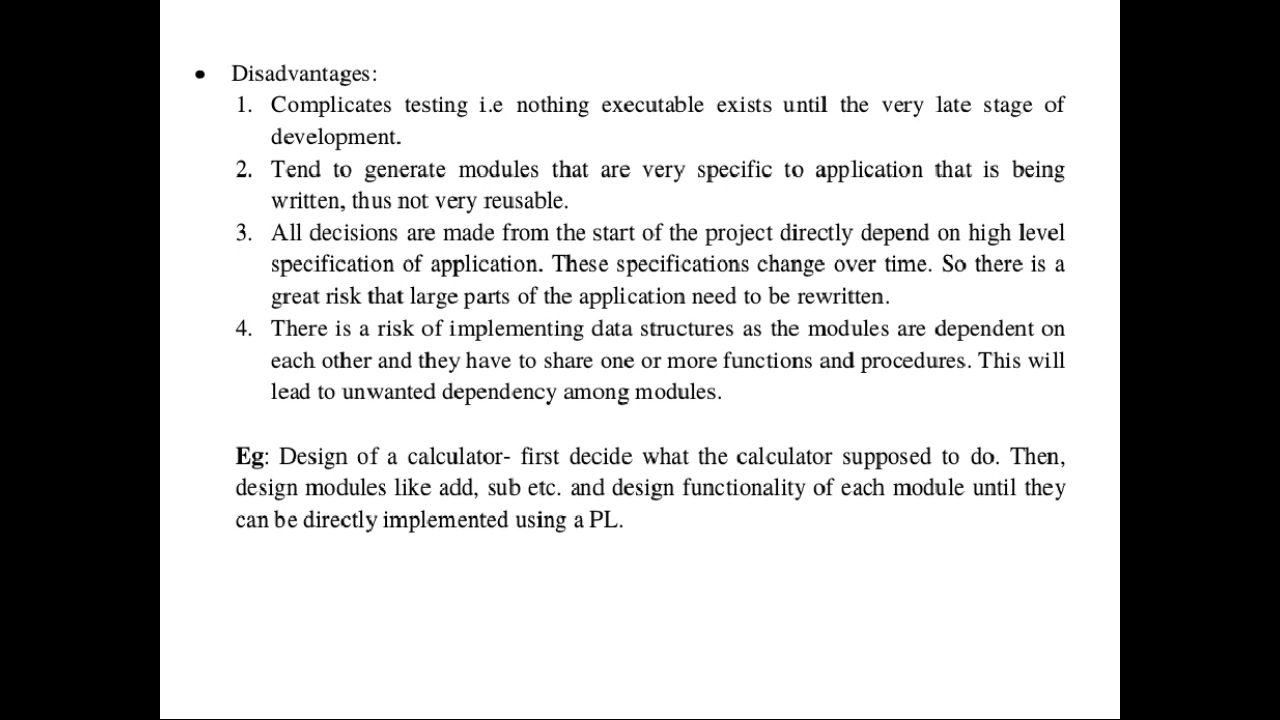 • Disadvantages:
1. Complicates testing i.e nothing executable exists until the very late stage of
development.
2. Tend to generate modules that are very specific to application that is being
written, thus not very reusable.
3. All decisions are made from the start of the project directly depend on high level
specification of application. These specifications change over time. So there is a
great risk that large parts of the application need to be rewritten.
4. There is a risk of implementing data structures as the modules are dependent on
each other and they have to share one or more functions and procedures. This will
lead to unwanted dependency among modules.
Eg: Design of a calculator- first decide what the calculator supposed to do. Then,
design modules like add, sub etc. and design functionality of each module until they
can be directly implemented using a PL.